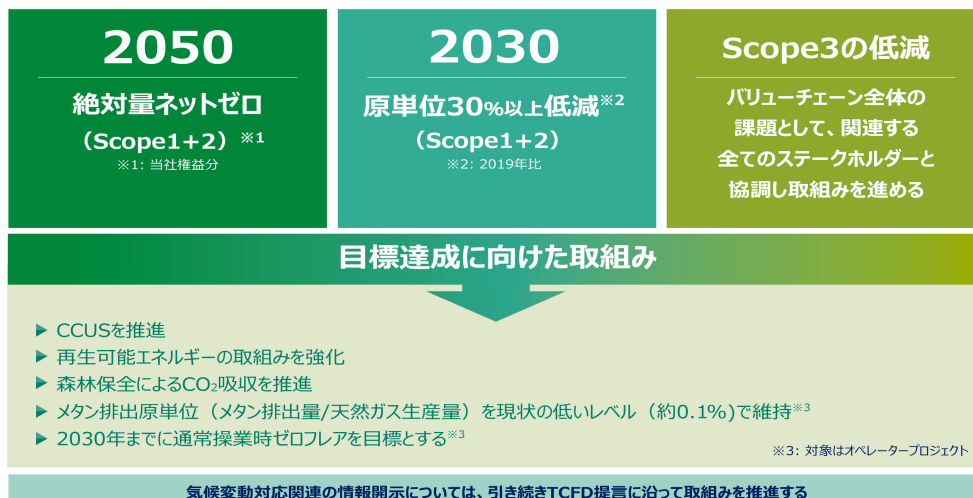 2050
絶対量ネットゼロ
（Scope1+2）※1
※1: 当社権益分
2030
原単位30%以上低減※2
（Scope1+2）
※2: 2019年比
Scope3の低減
バリューチェーン全体の
課題として、関連する
全てのステークホルダーと
協調し取組みを進める
目標達成に向けた取組み
CCUSを推進
再生可能エネルギーの取組みを強化
森林保全によるCO₂吸収を推進
メタン排出原単位（メタン排出量/天然ガス生産量）を現状の低いレベル（約0.1%)で維持※3
2030年までに通常操業時ゼロフレアを目標とする※3
※3: 対象はオペレータープロジェクト
気候変動対応関連の情報開示については、引き続きTCFD提言に沿って取組みを推進する